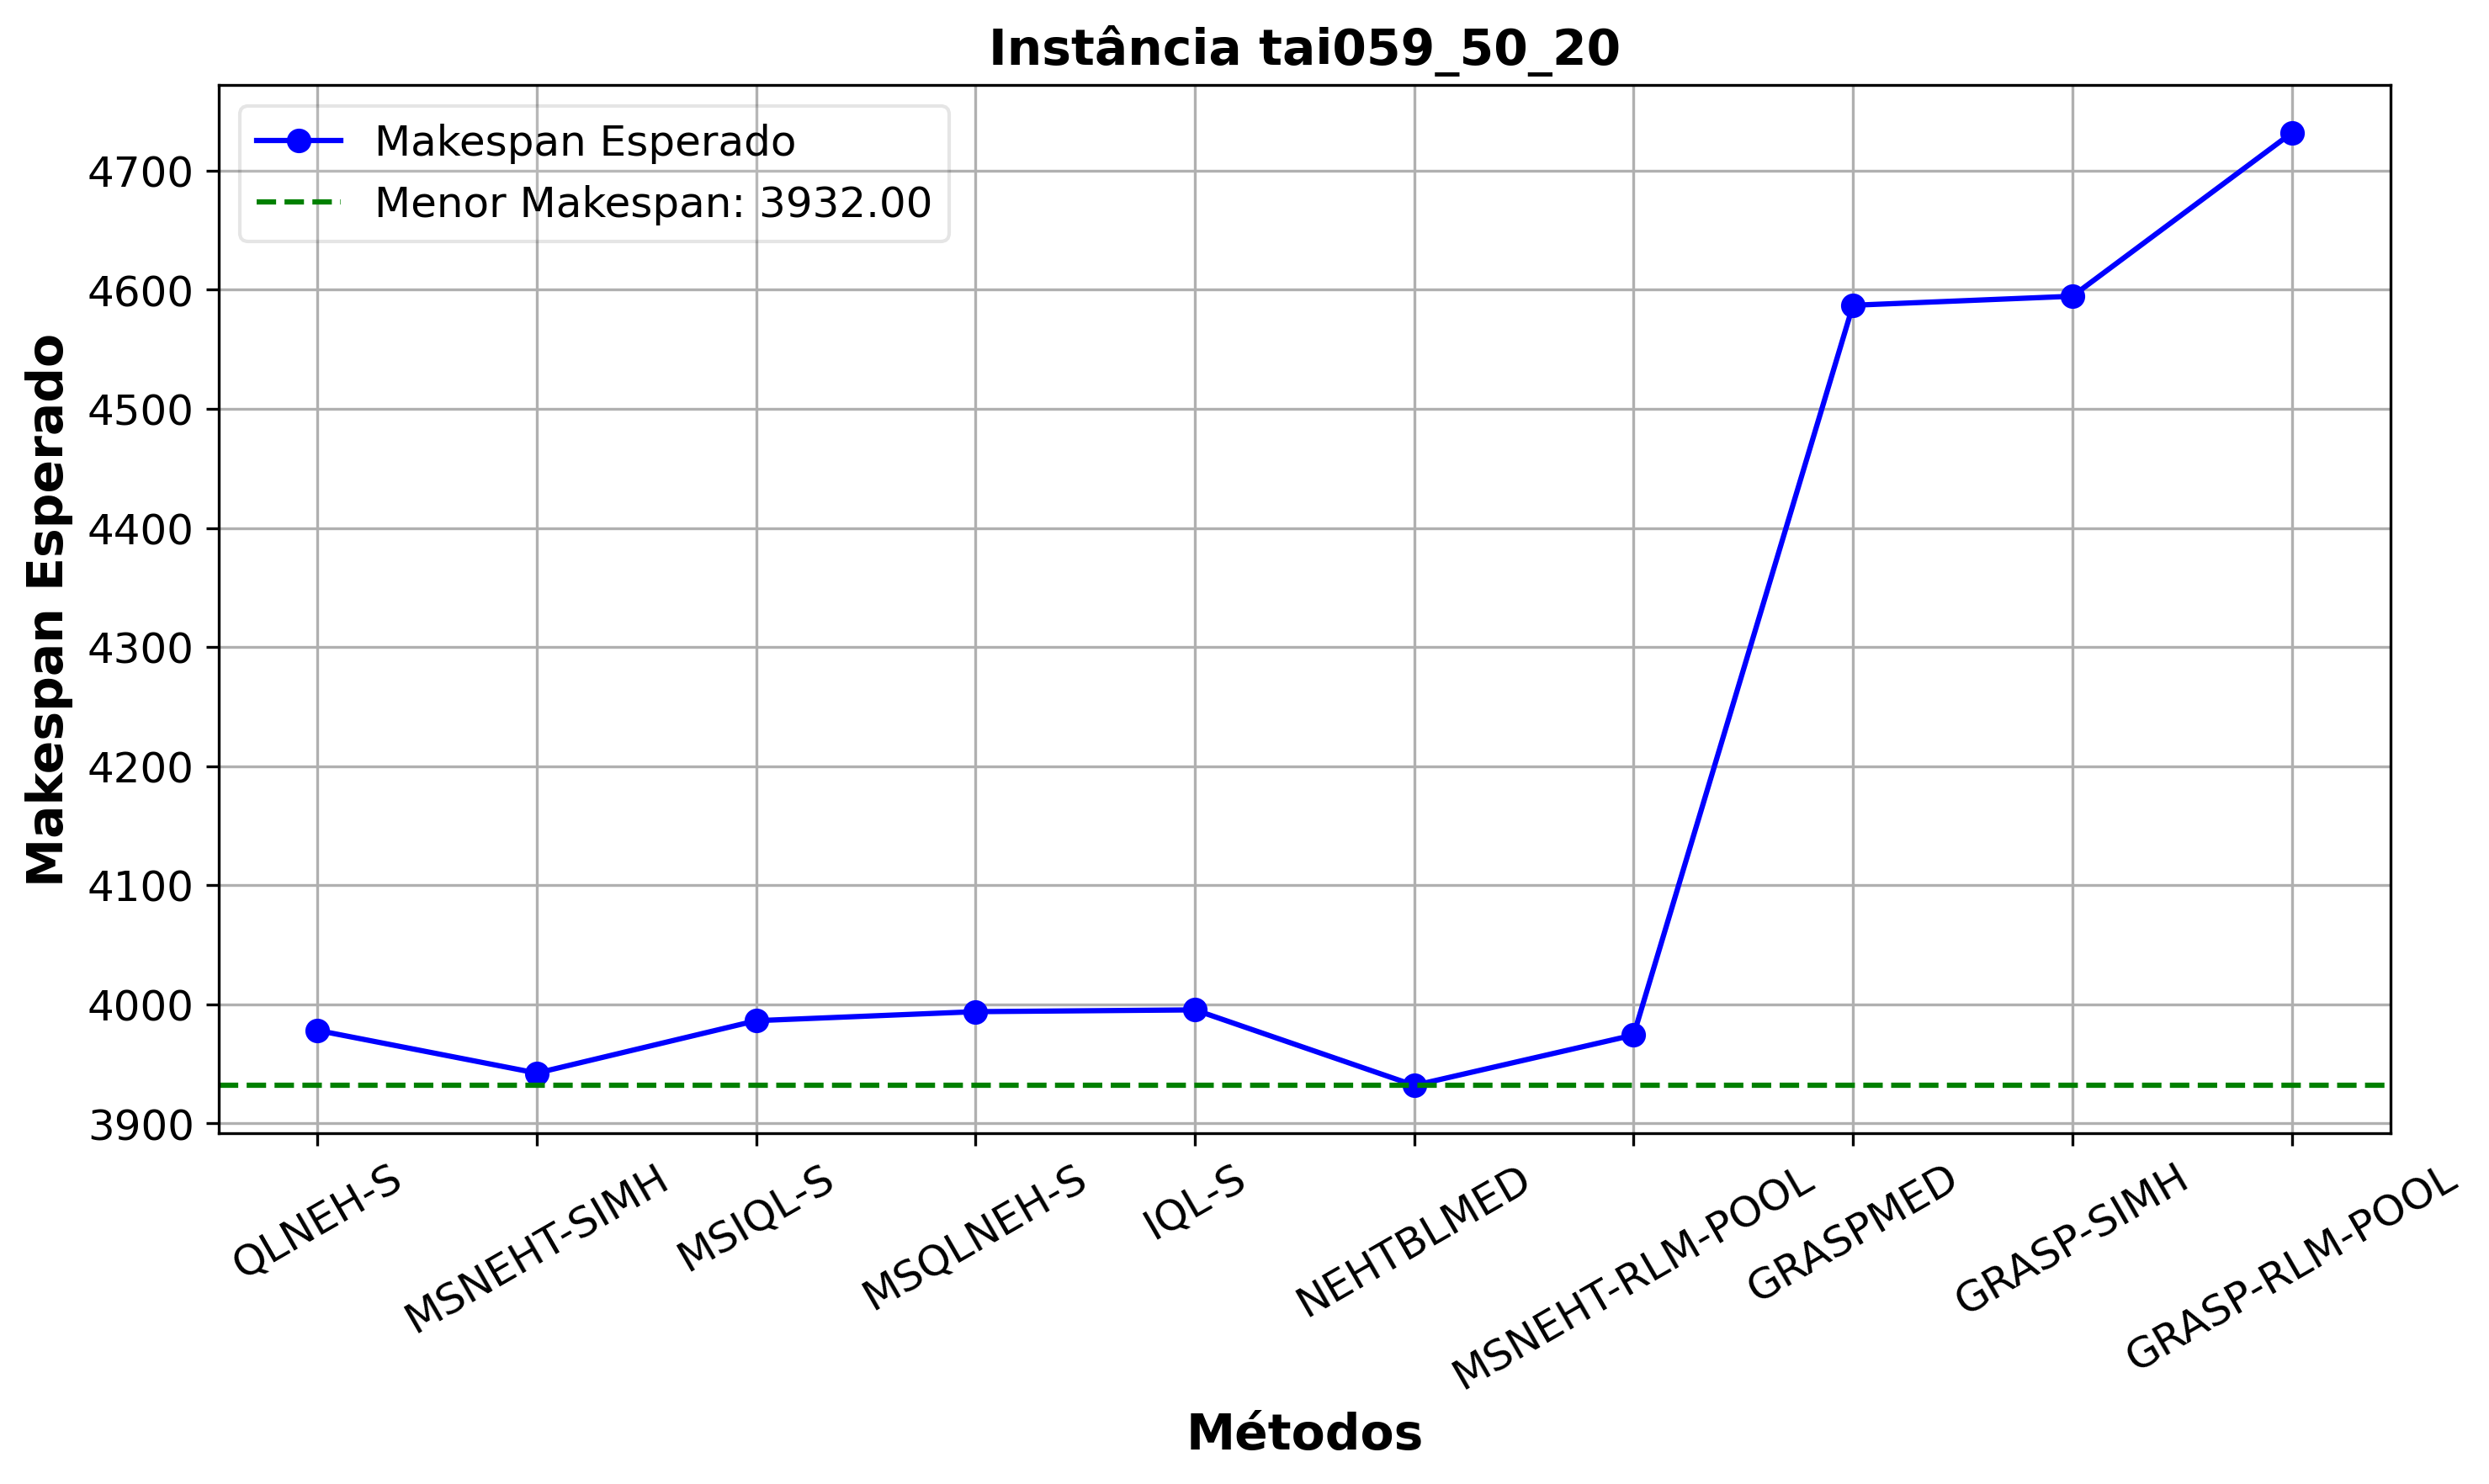 Instância tai059_50_20
Makespan Esperado
Menor Makespan: 3932.00
Makespan Esperado
4700
4600
4500
4400
4300
4200
4100
4000
3900
QLNEH-S
MSNEHT-SIMH
MSIQL-S
MSQLNEH-S
IQL-S
NEHTBLMED
MSNEHT-RLM-POOL
GRASPMED
GRASP-SIMH
GRASP-RLM-POOL
Métodos